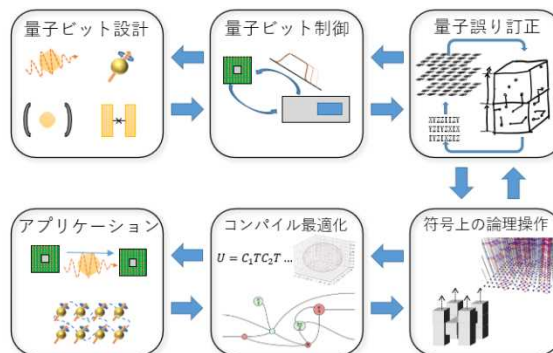 量子ビット設計
量子ビット制御
量子誤り訂正
アプリケーション
コンパイル最適化
U = C₁TC₂T ...
符号上の論理操作